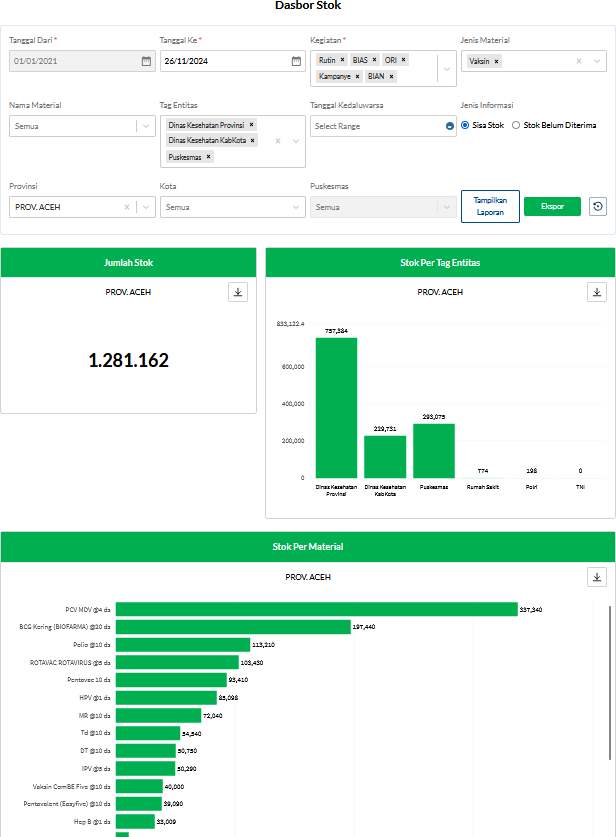 Dasbor Stok
Tanggal Dari * Tanggal Ke * Kegiatan * Jenis Material
01/01/2021 26/11/2024 Rutin × BIAS × ORI × Vaksin ×
Kampanye × BIAN ×
Nama Material Tag Entitas Tanggal Kedaluwarsa Jenis Informasi
Semua Dinas Kesehatan Provinsi × Select Range Sisa Stok Stok Belum Diterima
Dinas Kesehatan KabKota ×
Puskesmas ×
Provinsi Kota Puskesmas
PROV. ACEH Semua Semua Tampilkan Laporan Ekspor
Jumlah Stok
PROV. ACEH
1.281.162
Stok Per Tag Entitas
PROV. ACEH
833,122.4
757,384
600,000
400,000
229,731
293,075
200,000
774
198
0
0
Dinas Kesehatan Provinsi
Dinas Kesehatan KabKota
Puskesmas
Rumah Sakit
Polri
TNI
Stok Per Material
PROV. ACEH
PCV MDV @4 ds 337,340
BCG Kering (BIOFARMA) @20 ds 197,440
Polio @10 ds 113,210
ROTAVAC ROTAVIRUS @5 ds 103,430
Pentavac 10 ds 93,410
HPV @1 ds 85,098
MR @10 ds 72,040
Td @10 ds 54,540
DT @10 ds 50,750
IPV @5 ds 50,290
Vaksin ComBE Five @10 ds 40,000
Pentavalent (Easyfive) @10 ds 39,090
Hep B @1 ds 33,009